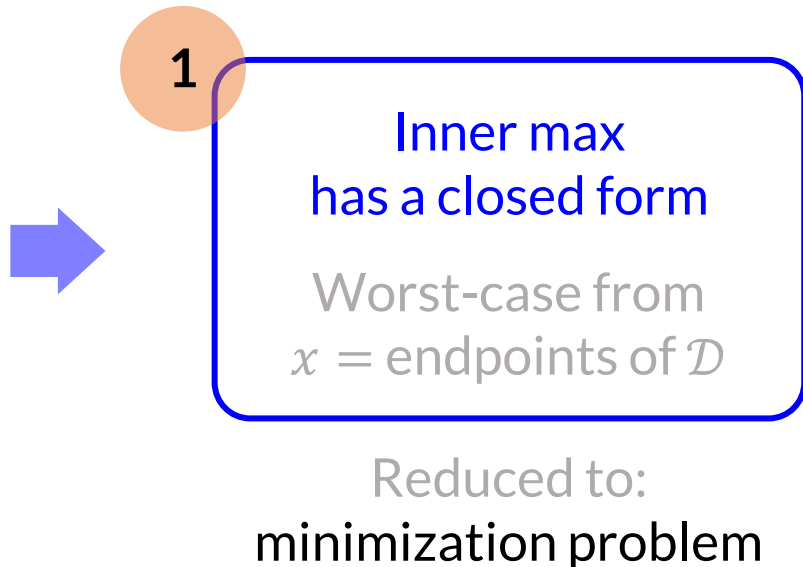 1
Inner max
has a closed form
Worst-case from
𝑥 = endpoints of 𝒟
Reduced to:
minimization problem